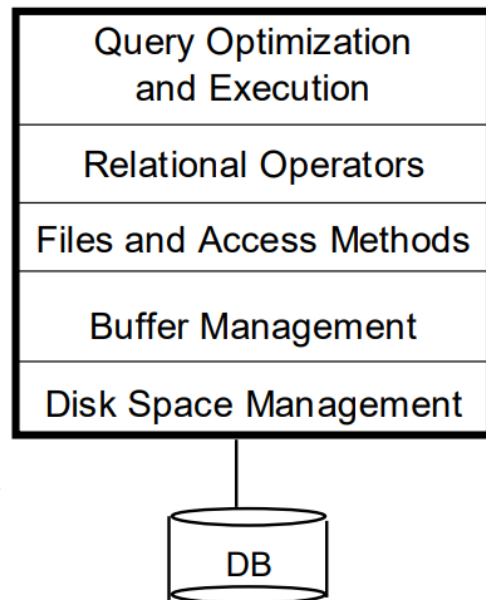 Query Optimization
and Execution
Relational Operators
Files and Access Methods
Buffer Management
Disk Space Management
DB